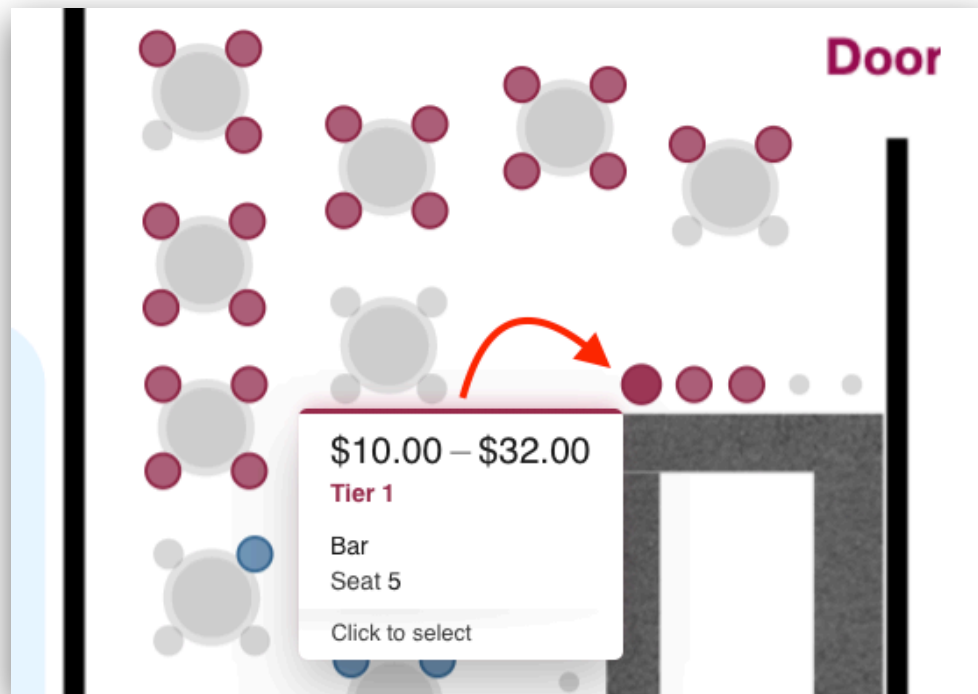 Door
$10.00 – $32.00
Tier 1
Bar
Seat 5
Click to select